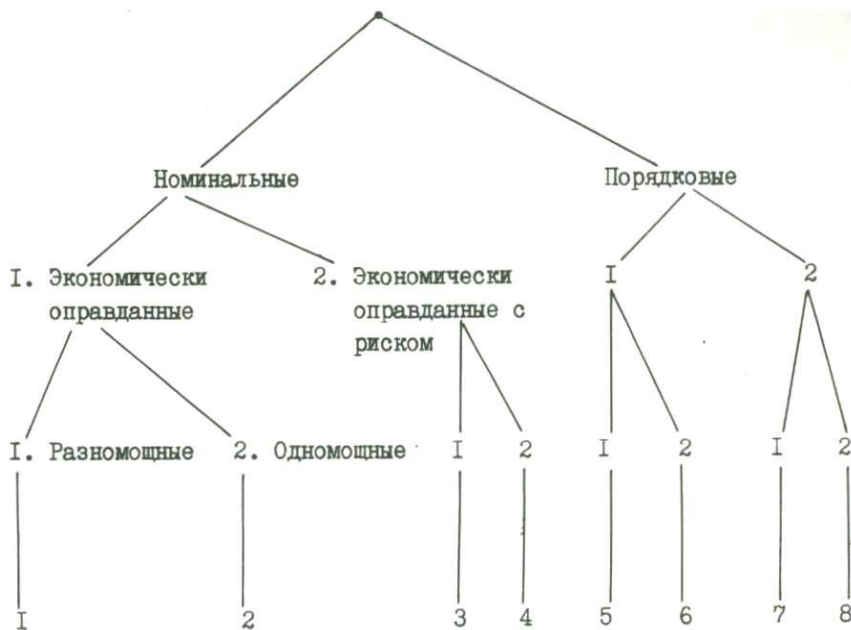 Номинальные Порядковые
I. Экономически оправданные
2. Экономически оправданные с риском
I 2
I. Разномощные 2. Одномощные I 2 I 2 I 2
I 2 3 4 5 6 7 8